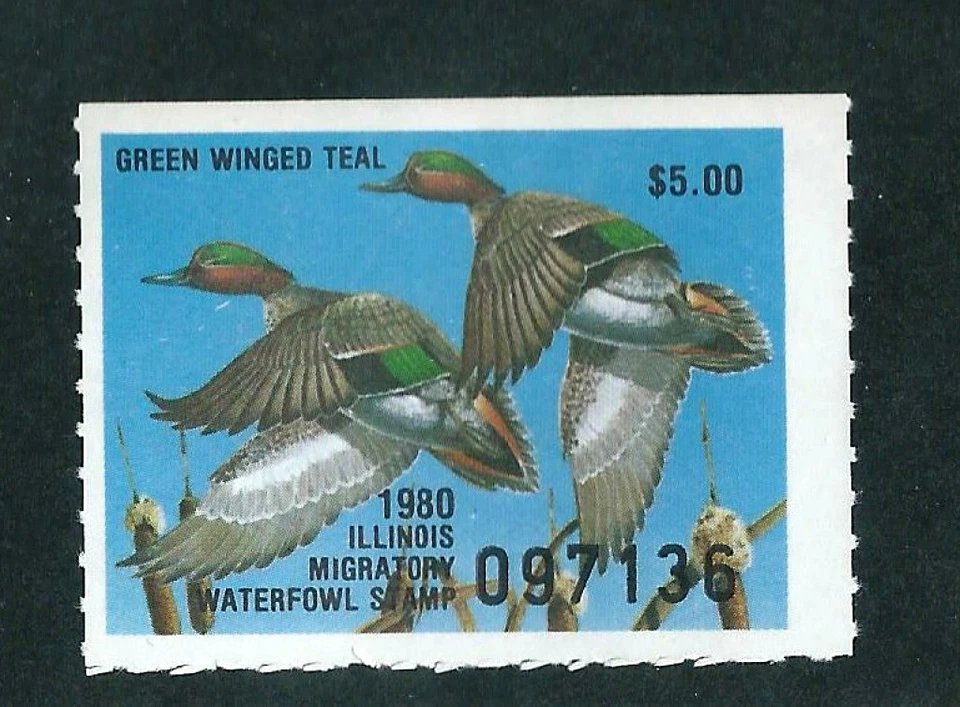 GREEN WINGED TEAL
$5.00
1980
ILLINOIS
MIGRATORY
WATERFOWL STAMP
097136